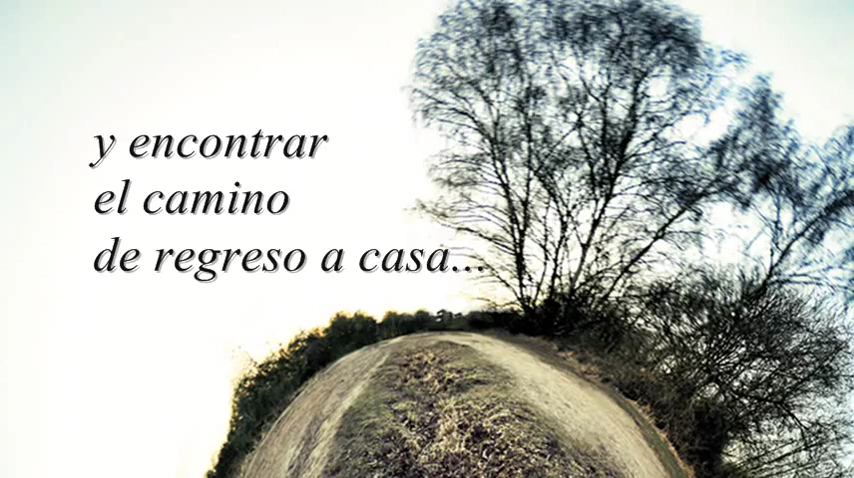 y encontrar
el camino
de regreso a casa...